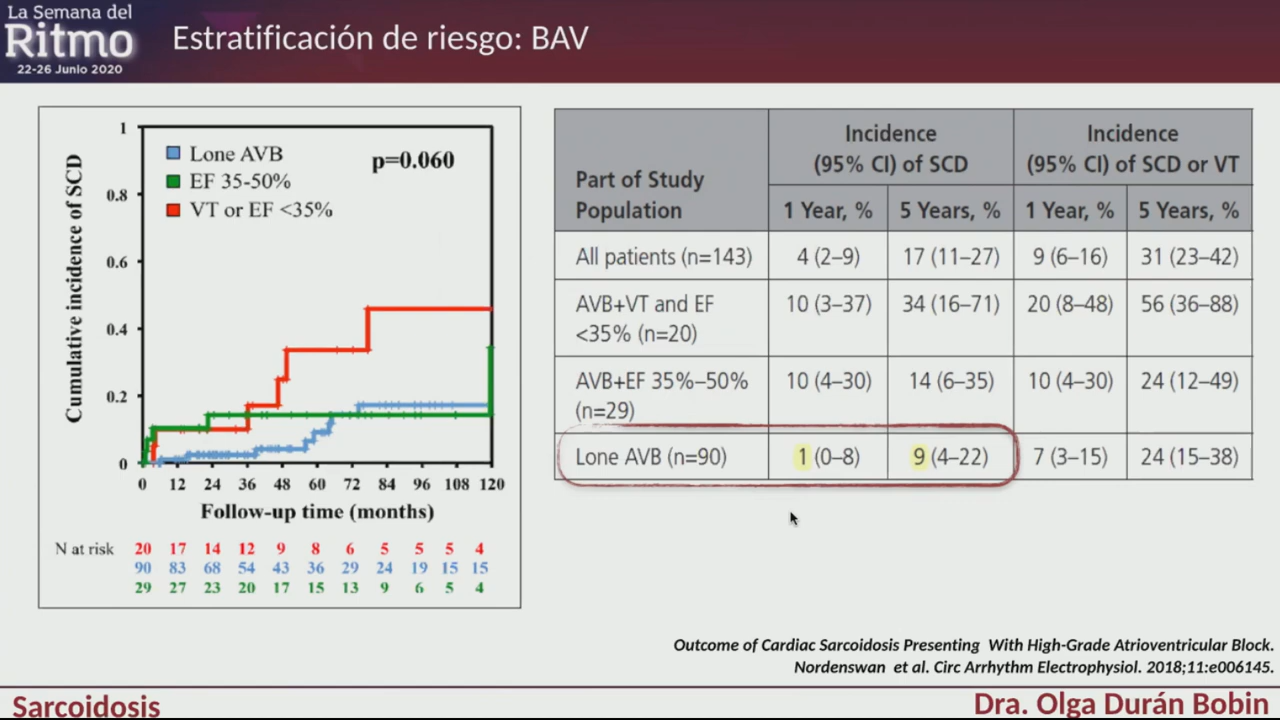 La Semana del
Ritmo
22-26 Junio 2020
Estratificación de riesgo: BAV
1
0.8
0.6
0.4
0.2
0
Cumulative incidence of SCD
Lone AVB
EF 35-50%
VT or EF <35%
p=0.060
0 12 24 36 48 60 72 84 96 108 120
Follow-up time (months)
N at risk 20 17 14 12 9 8 6 5 5 5 4
90 83 68 54 43 36 29 24 19 15 15
29 27 23 20 17 15 13 9 6 5 4
Part of Study
Population
Incidence
(95% CI) of SCD
Incidence
(95% CI) of SCD or VT
1 Year, % 5 Years, % 1 Year, % 5 Years, %
All patients (n=143) 4 (2–9) 17 (11–27) 9 (6–16) 31 (23–42)
AVB+VT and EF 10 (3–37) 34 (16–71) 20 (8–48) 56 (36–88)
<35% (n=20)
AVB+EF 35%–50% 10 (4–30) 14 (6–35) 10 (4–30) 24 (12–49)
(n=29)
Lone AVB (n=90) 1 (0–8) 9 (4–22) 7 (3–15) 24 (15–38)
Outcome of Cardiac Sarcoidosis Presenting With High-Grade Atrioventricular Block.
Nordenswan et al. Circ Arrhythm Electrophysiol. 2018;11:e006145.
Sarcoidosis
Dra. Olga Durán Bobin